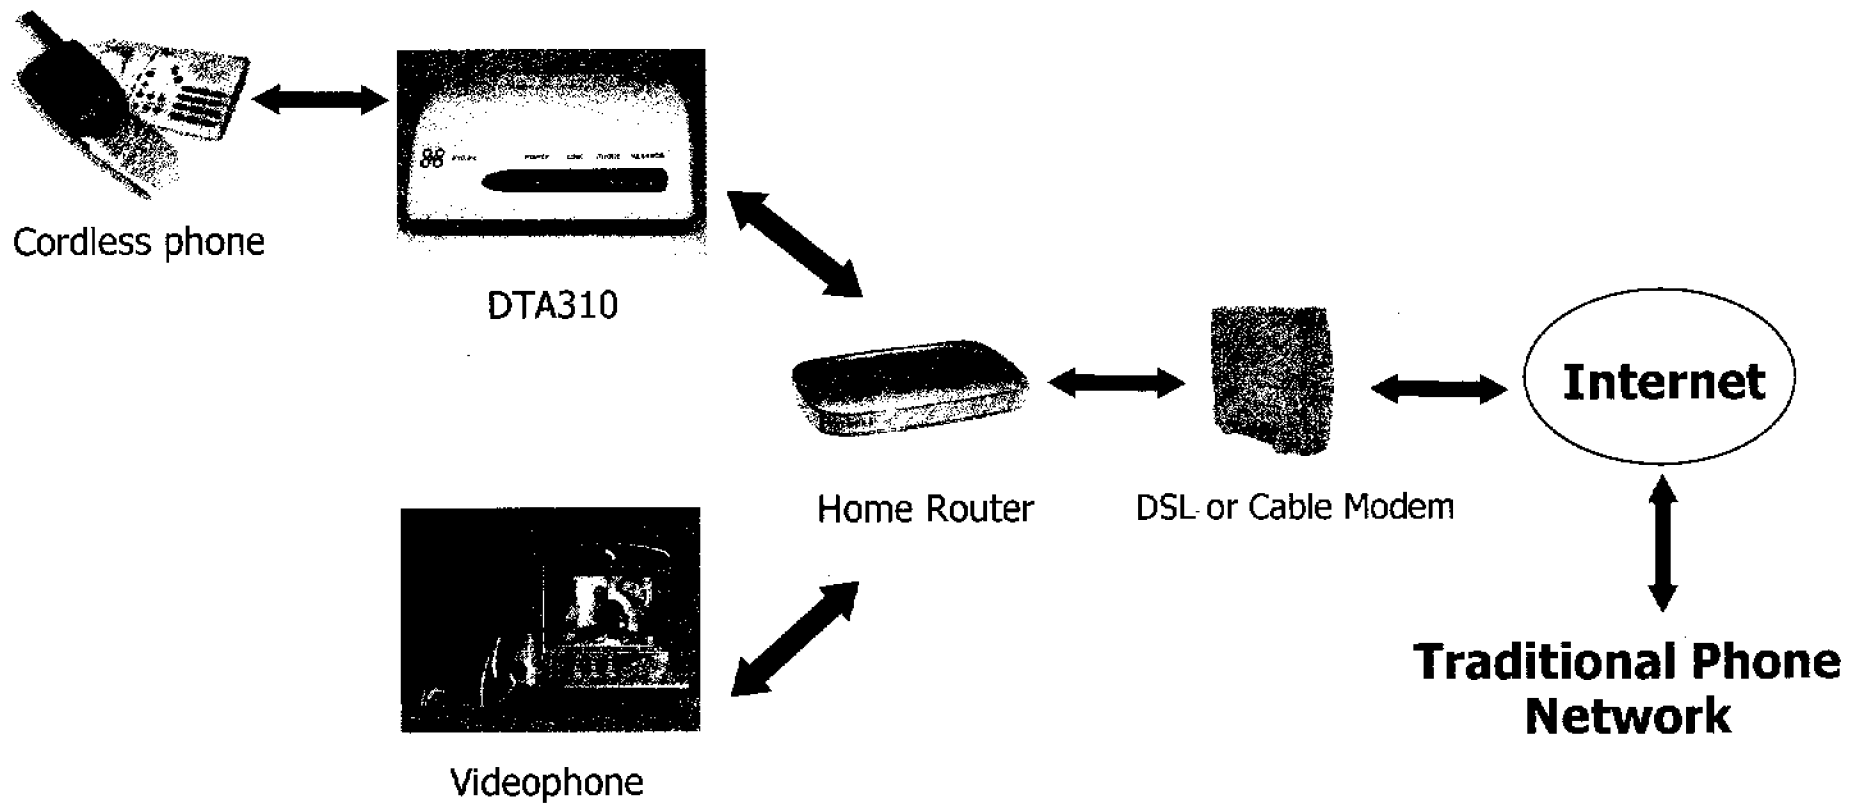 Cordless phone
DTA310
Internet
Home Router
DSL or Cable Modem
Traditional Phone
Network
Videophone